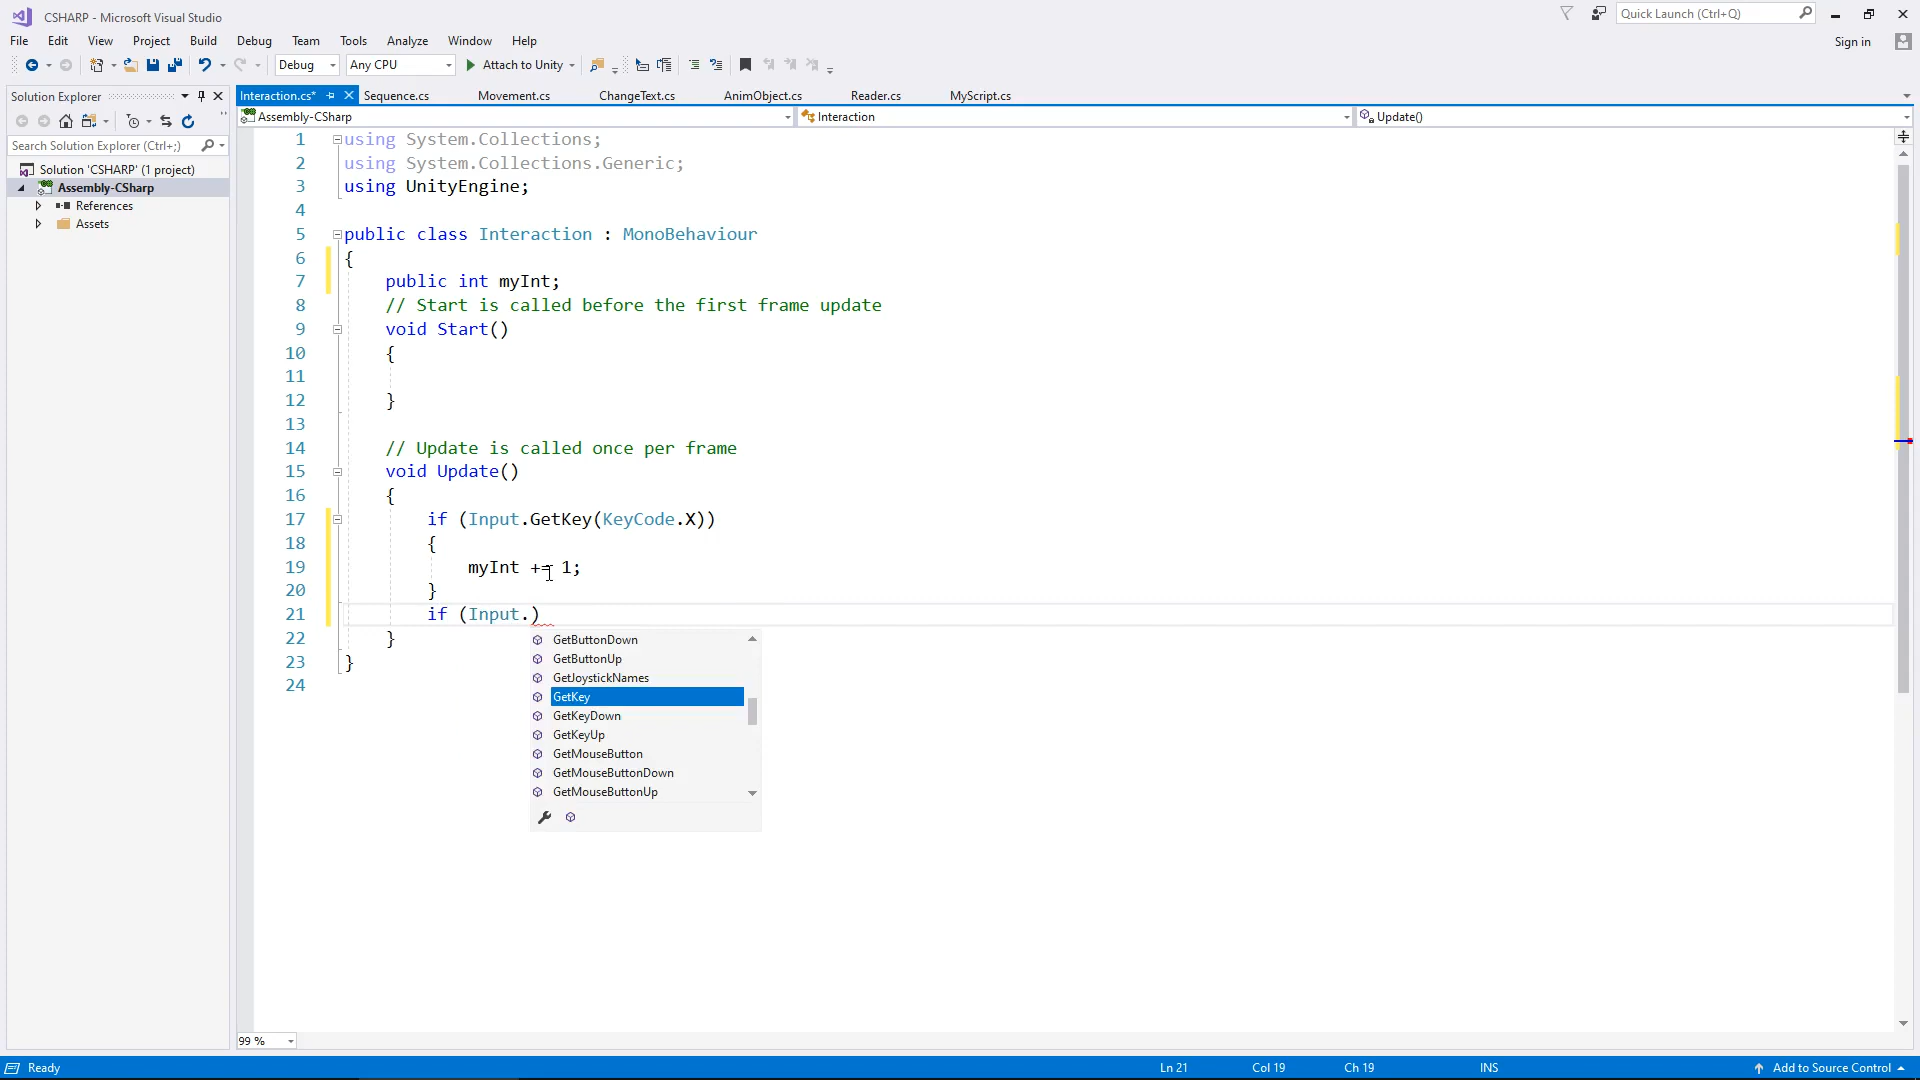 CSHARP - Microsoft Visual Studio
Quick Launch (Ctrl+Q)
File Edit View Project Build Debug Team Tools Analyze Window Help
Sign in
Debug Any CPU Attach to Unity
Solution Explorer
Interaction.cs* Sequence.cs Movement.cs ChangeText.cs AnimObject.cs Reader.cs MyScript.cs
Assembly-CSharp Interaction Update()
Search Solution Explorer (Ctrl+;)
Solution 'CSHARP' (1 project)
Assembly-CSharp
References
Assets
1 using System.Collections;
2 using System.Collections.Generic;
3 using UnityEngine;
4
5 public class Interaction : MonoBehaviour
6 {
7 public int myInt;
8 // Start is called before the first frame update
9 void Start()
10 {
11
12 }
13
14 // Update is called once per frame
15 void Update()
16 {
17 if (Input.GetKey(KeyCode.X))
18 {
19 myInt += 1;
20 }
21 if (Input.)
22 }
23 }
24
GetButtonDown
GetButtonUp
GetJoystickNames
GetKey
GetKeyDown
GetKeyUp
GetMouseButton
GetMouseButtonDown
GetMouseButtonUp
99 %
Ready Ln 21 Col 19 Ch 19 INS Add to Source Control